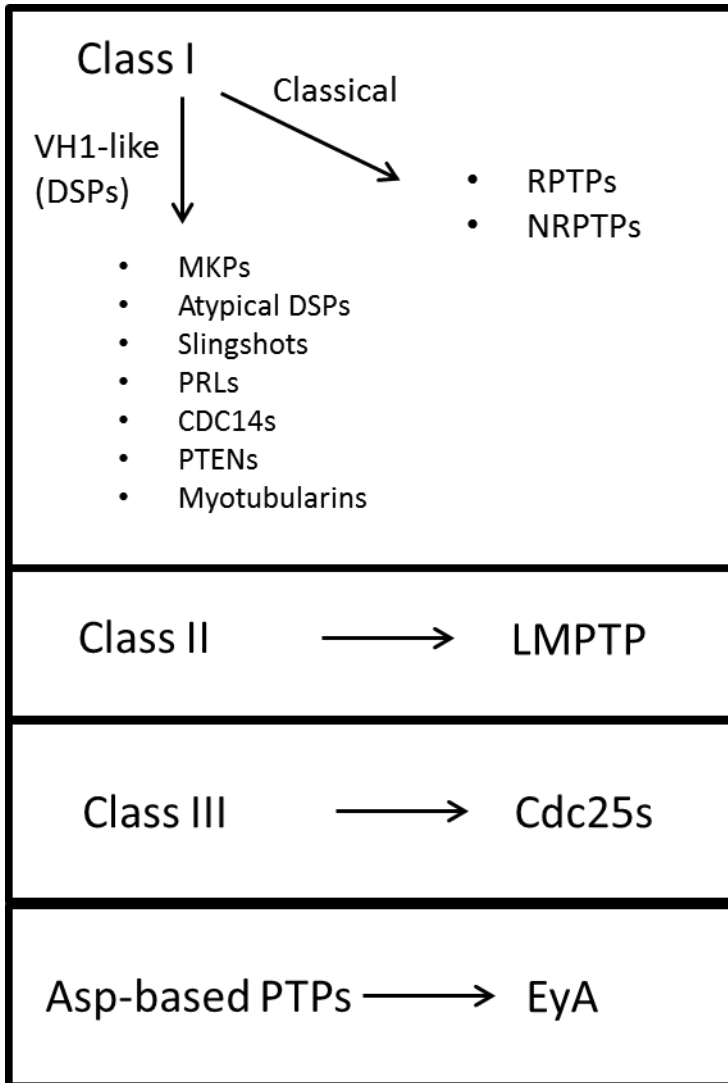 Class I
Classical
VH1-like
(DSPs)
• RPTPs
• NRPTPs
• MKPs
• Atypical DSPs
• Slingshots
• PRLs
• CDC14s
• PTENs
• Myotubularins
Class II
LMPTP
Class III
Cdc25s
Asp-based PTPs
EyA